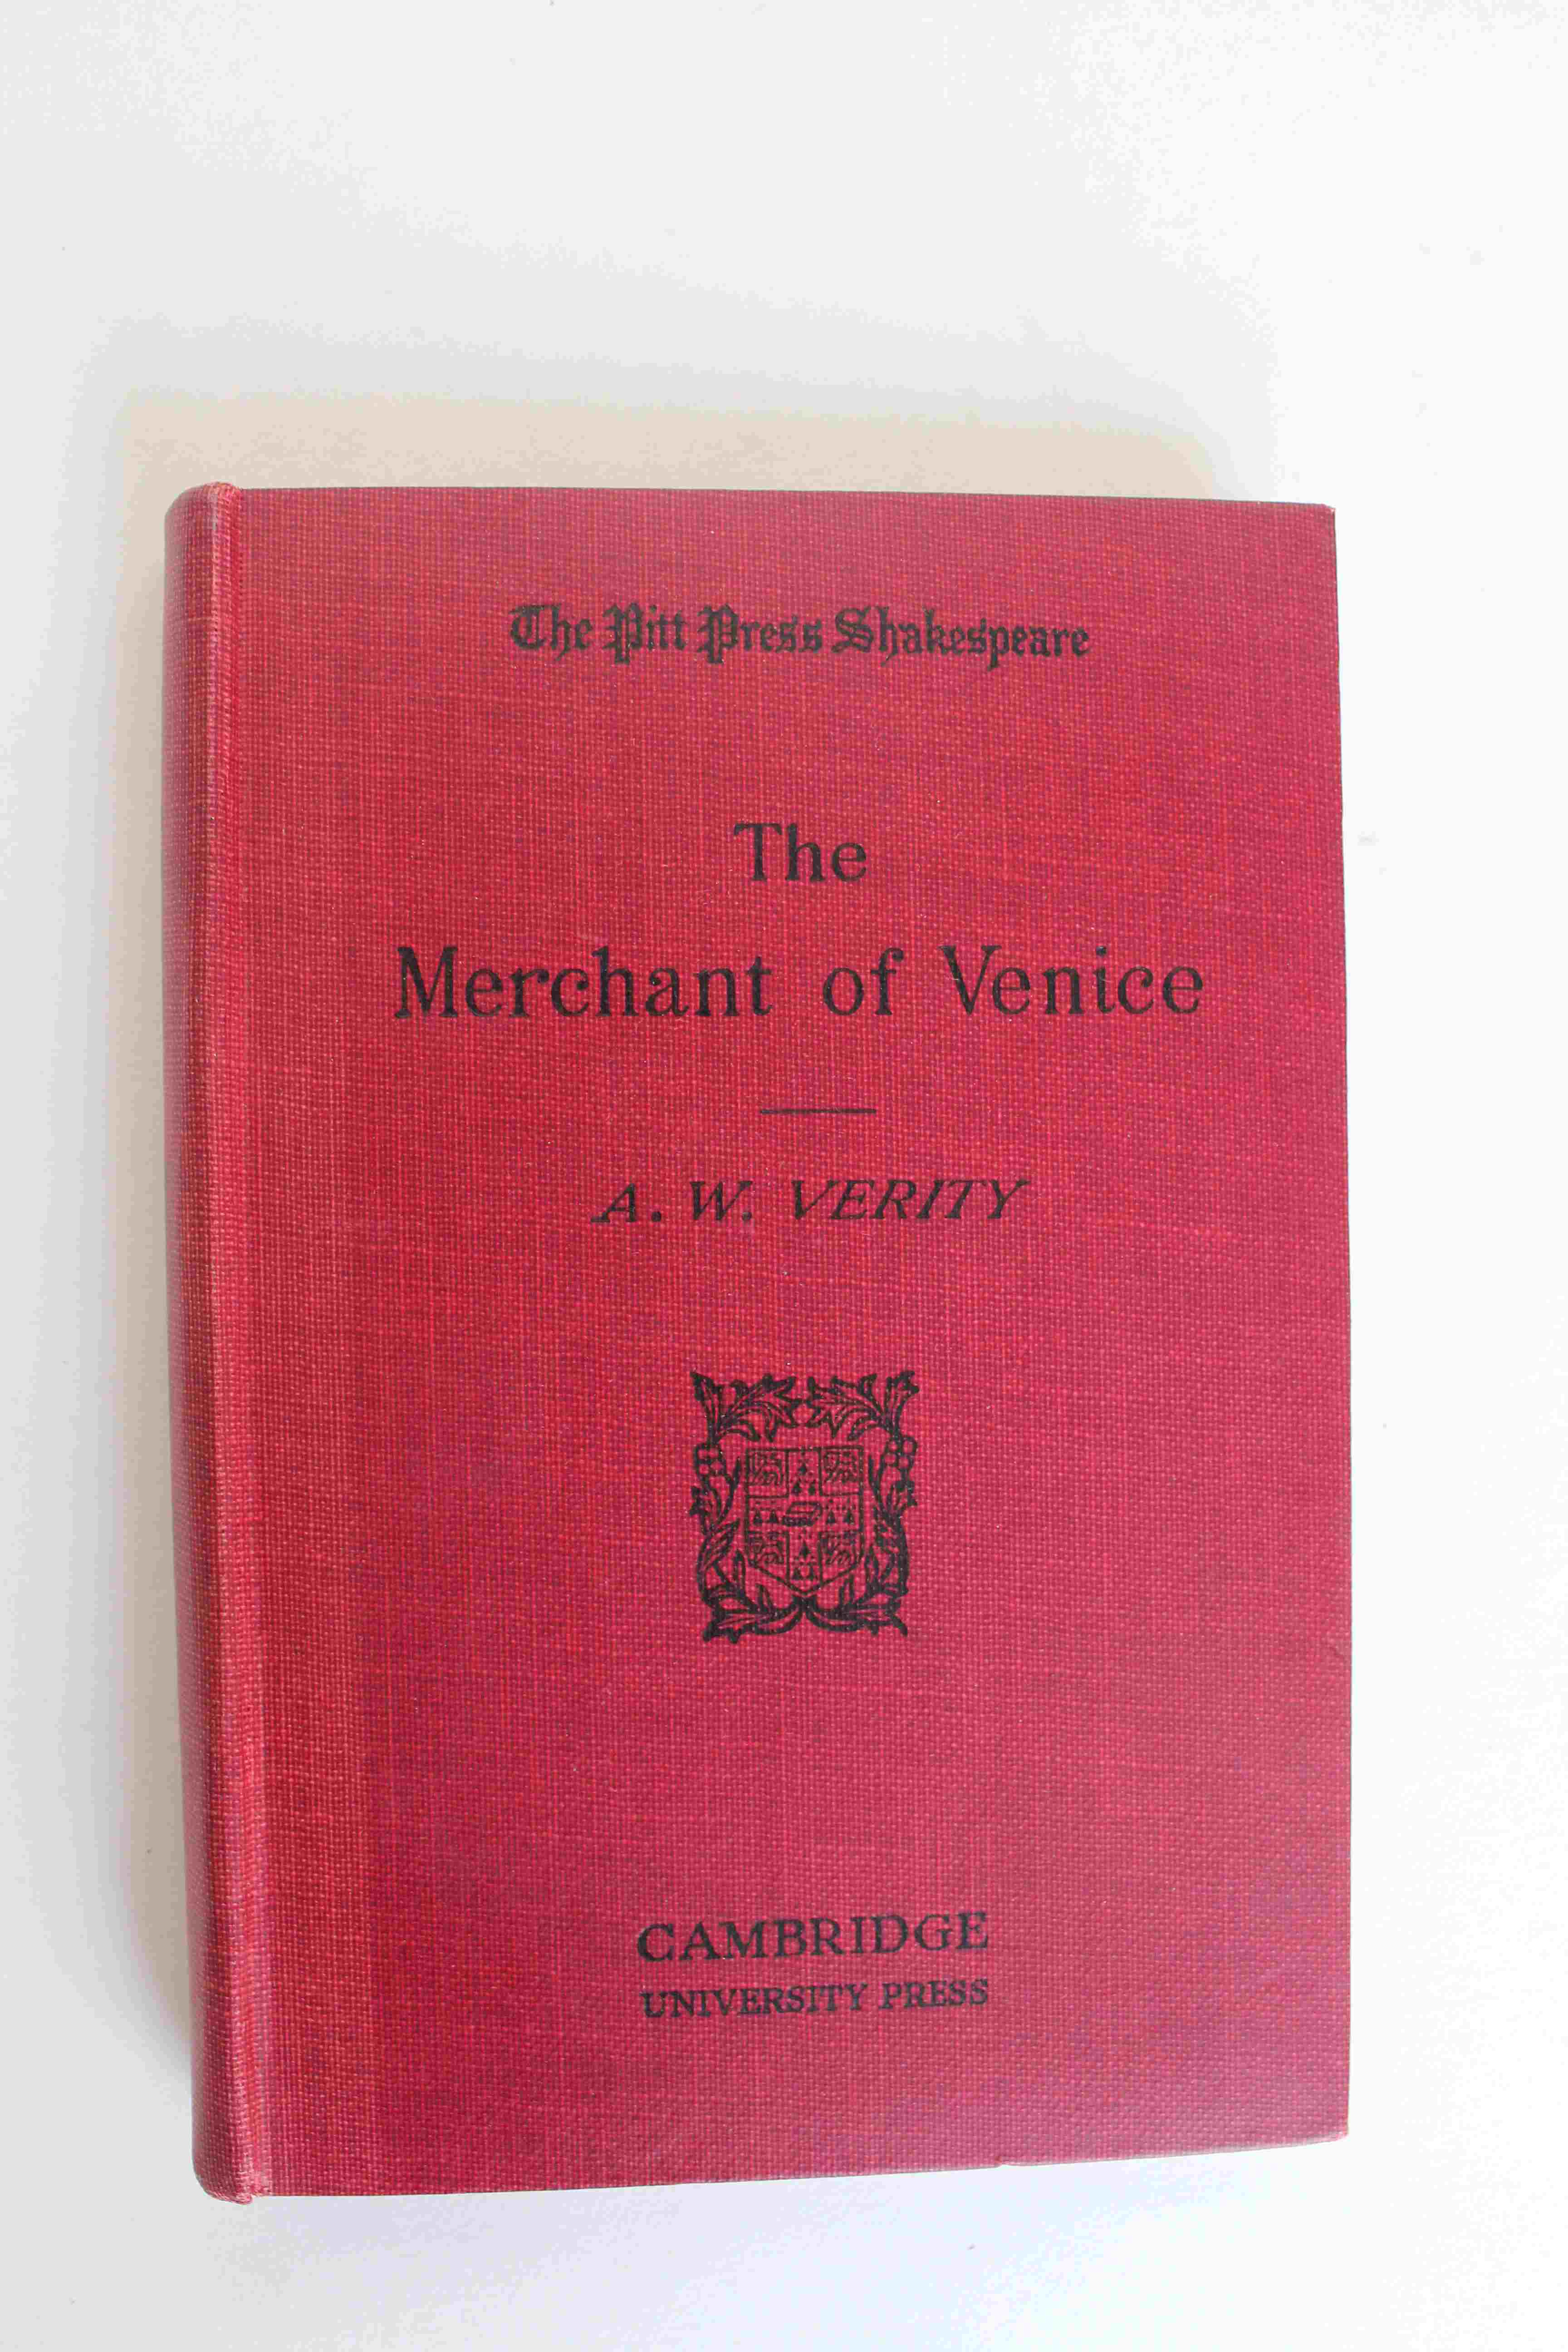 The Pitt Press Shakespeare
The
Merchant of Venice
A. W. VERITY
CAMBRIDGE
UNIVERSITY PRESS